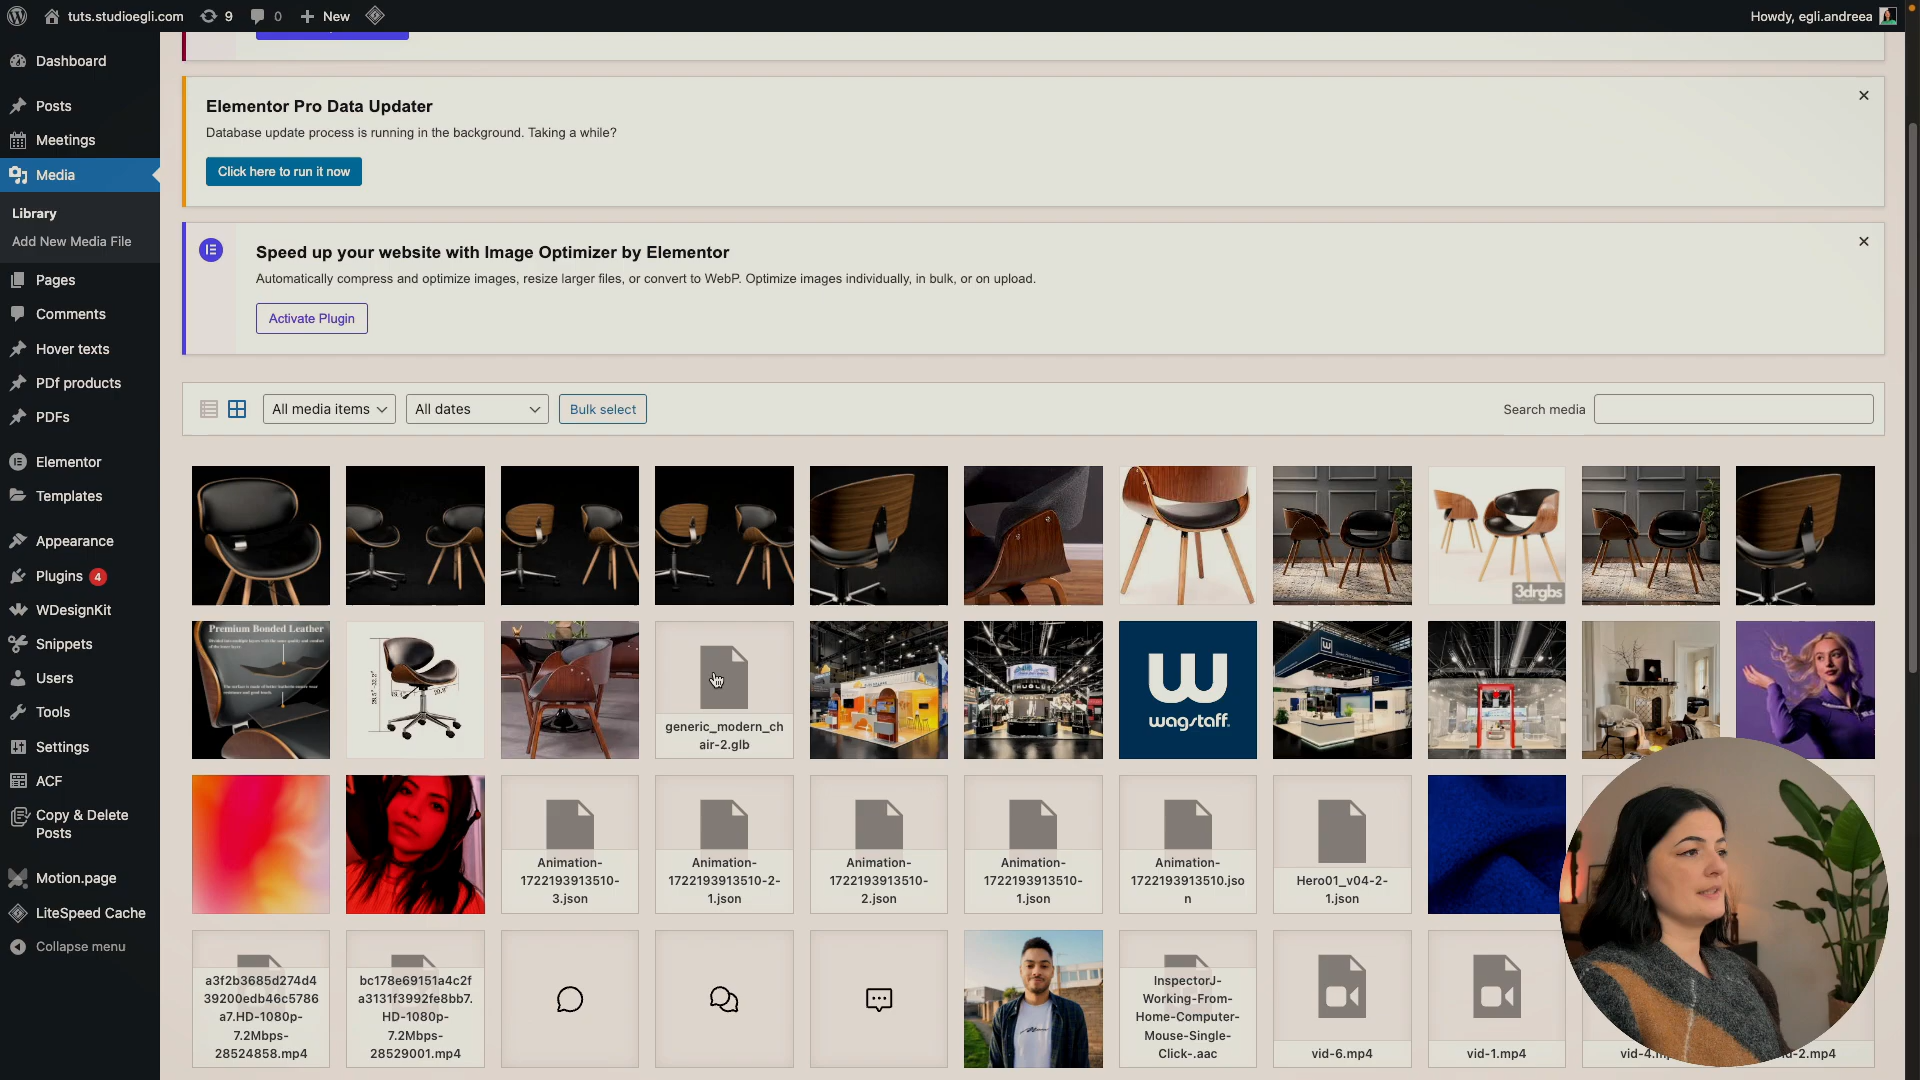 tuts.studioegli.com 9 0 New Howdy, egli.andreea
Dashboard
Posts
Meetings
Media
Library
Add New Media File
Pages
Comments
Hover texts
PDf products
PDFs
Elementor
Templates
Appearance
Plugins 4
WDesignKit
Snippets
Users
Tools
Settings
ACF
Copy & Delete
Posts
Motion.page
LiteSpeed Cache
Collapse menu
Elementor Pro Data Updater
Database update process is running in the background. Taking a while?
Click here to run it now
Speed up your website with Image Optimizer by Elementor
Automatically compress and optimize images, resize larger files, or convert to WebP. Optimize images individually, in bulk, or on upload.
Activate Plugin
All media items All dates Bulk select Search media
3drgbs
Premium Bonded Leather
generic_modern_ch
air-2.glb
wagstaff.
Animation-
1722193913510-
3.json
Animation-
1722193913510-2-
1.json
Animation-
1722193913510-
2.json
Animation-
1722193913510-
1.json
Animation-
1722193913510.jso
n
Hero01_v04-2-
1.json
a3f2b3685d274d4
39200edb46c5786
a7.HD-1080p-
7.2Mbps-
28524858.mp4
bc178e69151a4c2f
a3131f3992fe8bb7.
HD-1080p-
7.2Mbps-
28529001.mp4
InspectorJ-
Working-From-
Home-Computer-
Mouse-Single-
Click-.aac
vid-6.mp4
vid-1.mp4